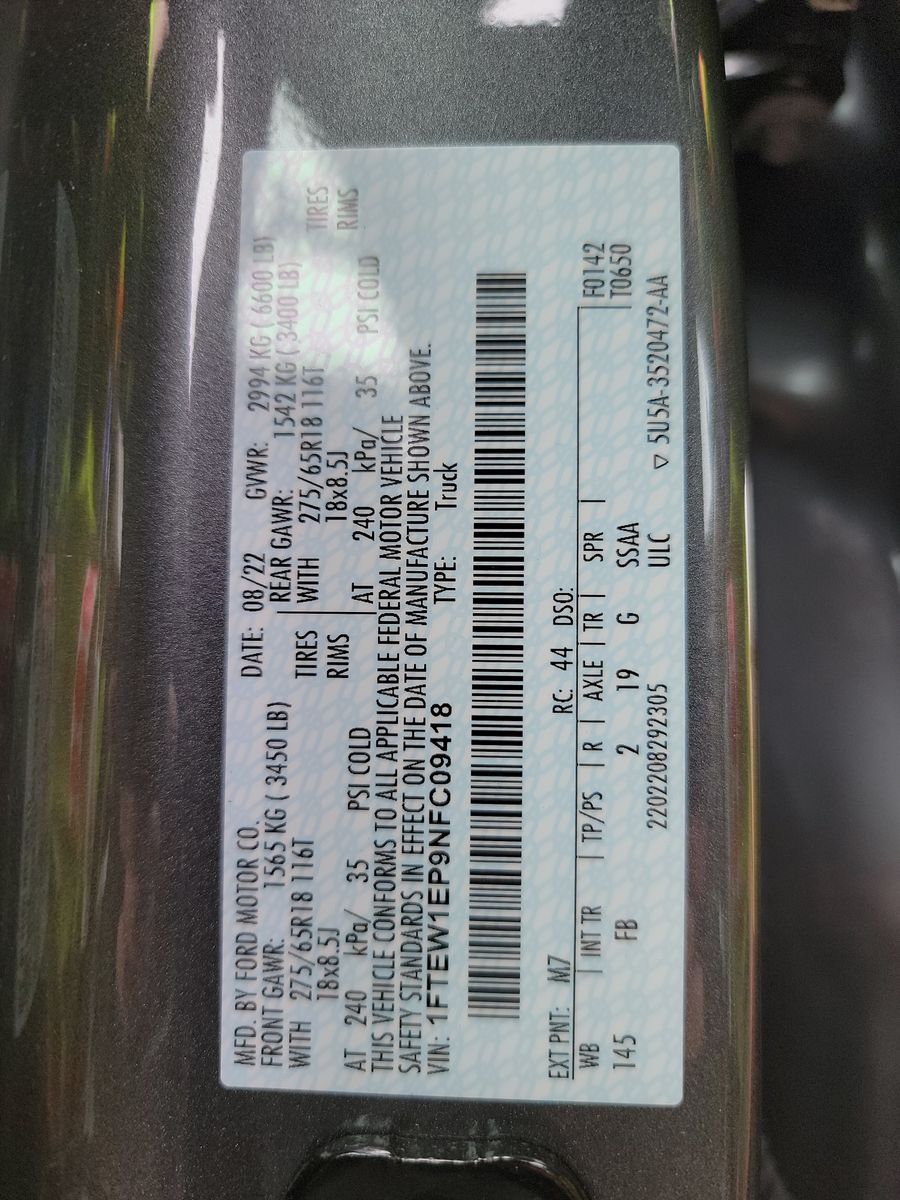 MFD. BY FORD MOTOR CO. DATE: 08/22 GVWR: 2994 KG ( 6600 LB)
FRONT GAWR: 1565 KG ( 3450 LB) REAR GAWR: 1542 KG ( 3400 LB)
WITH 275/65R18 116T TIRES WITH 275/65R18 116T TIRES
18x8.5J RIMS 18x8.5J RIMS
AT 240 kPa/ 35 PSI COLD AT 240 kPa/ 35 PSI COLD
THIS VEHICLE CONFORMS TO ALL APPLICABLE FEDERAL MOTOR VEHICLE
SAFETY STANDARDS IN EFFECT ON THE DATE OF MANUFACTURE SHOWN ABOVE.
VIN: 1FTEW1EP9NFC09418 TYPE: Truck
EXT PNT: M7 RC: 44 DSO:
WB | INT TR | TP/PS | R | AXLE | TR | SPR | F0142
145 FB 2 19 G SSAA T0650
2202208292305 ULC ▽ 5U5A-3520472-AA